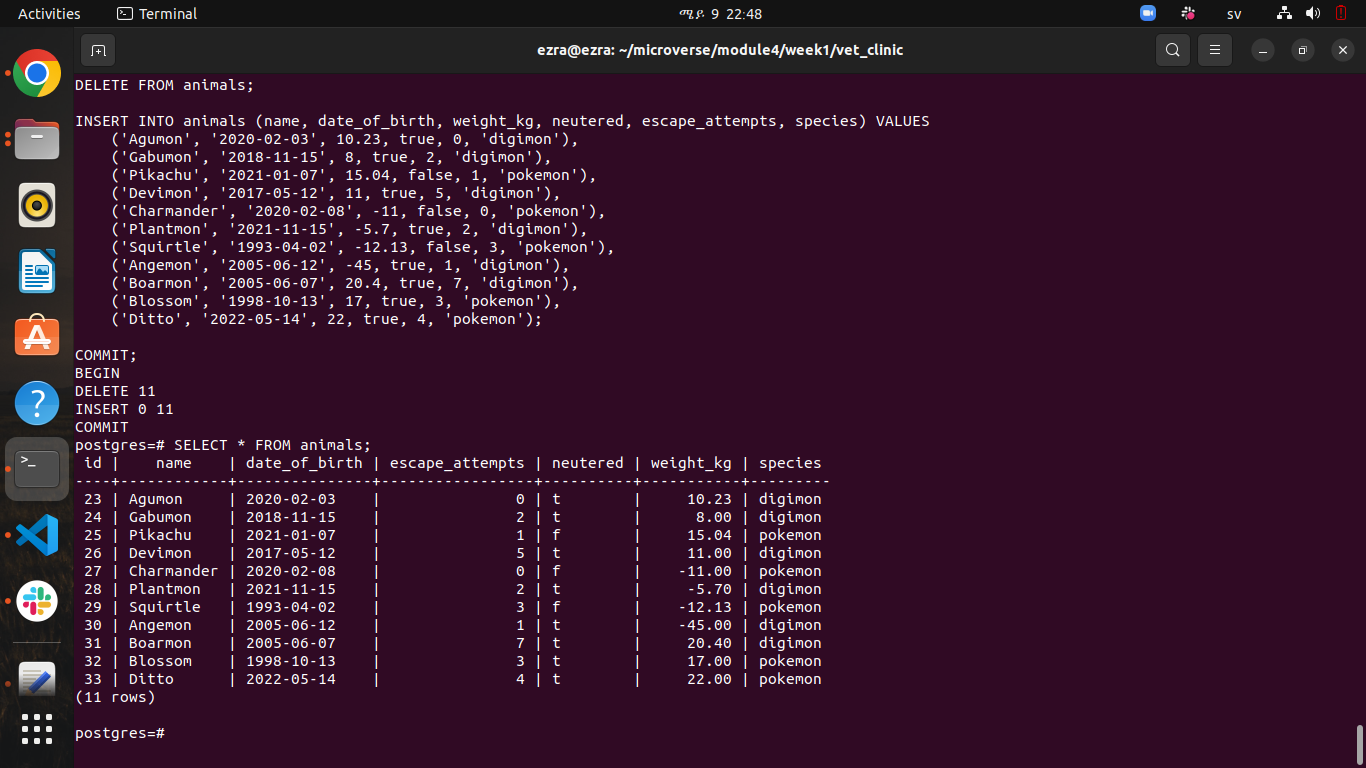 Activities Terminal ሜይ 9 22:48 sv
ezra@ezra: ~/microverse/module4/week1/vet_clinic
DELETE FROM animals;
INSERT INTO animals (name, date_of_birth, weight_kg, neutered, escape_attempts, species) VALUES
    ('Agumon', '2020-02-03', 10.23, true, 0, 'digimon'),
    ('Gabumon', '2018-11-15', 8, true, 2, 'digimon'),
    ('Pikachu', '2021-01-07', 15.04, false, 1, 'pokemon'),
    ('Devimon', '2017-05-12', 11, true, 5, 'digimon'),
    ('Charmander', '2020-02-08', -11, false, 0, 'pokemon'),
    ('Plantmon', '2021-11-15', -5.7, true, 2, 'digimon'),
    ('Squirtle', '1993-04-02', -12.13, false, 3, 'pokemon'),
    ('Angemon', '2005-06-12', -45, true, 1, 'digimon'),
    ('Boarmon', '2005-06-07', 20.4, true, 7, 'digimon'),
    ('Blossom', '1998-10-13', 17, true, 3, 'pokemon'),
    ('Ditto', '2022-05-14', 22, true, 4, 'pokemon');
COMMIT;
BEGIN
DELETE 11
INSERT 0 11
COMMIT
postgres=# SELECT * FROM animals;
 id |    name    | date_of_birth | escape_attempts | neutered | weight_kg | species
----+------------+---------------+-----------------+----------+-----------+---------
 23 | Agumon     | 2020-02-03    |               0 | t        |     10.23 | digimon
 24 | Gabumon    | 2018-11-15    |               2 | t        |      8.00 | digimon
 25 | Pikachu    | 2021-01-07    |               1 | f        |     15.04 | pokemon
 26 | Devimon    | 2017-05-12    |               5 | t        |     11.00 | digimon
 27 | Charmander | 2020-02-08    |               0 | f        |    -11.00 | pokemon
 28 | Plantmon   | 2021-11-15    |               2 | t        |     -5.70 | digimon
 29 | Squirtle   | 1993-04-02    |               3 | f        |    -12.13 | pokemon
 30 | Angemon    | 2005-06-12    |               1 | t        |    -45.00 | digimon
 31 | Boarmon    | 2005-06-07    |               7 | t        |     20.40 | digimon
 32 | Blossom    | 1998-10-13    |               3 | t        |     17.00 | pokemon
 33 | Ditto      | 2022-05-14    |               4 | t        |     22.00 | pokemon
(11 rows)
postgres=#